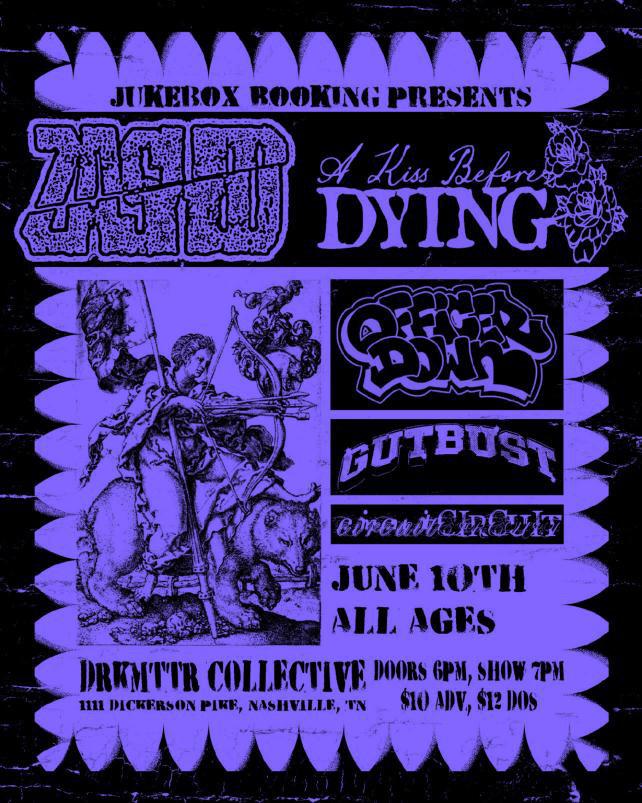 JUKEBOX BOOKING PRESENTS
A Kiss Before
DYING
OFFICER
DOWN
GUTBUST
circuitCIRCUIT
JUNE 10TH
ALL AGES
DRKMTTR COLLECTIVE
1111 DICKERSON PIKE, NASHVILLE, TN
DOORS 6PM, SHOW 7PM
$10 ADV, $12 DOS